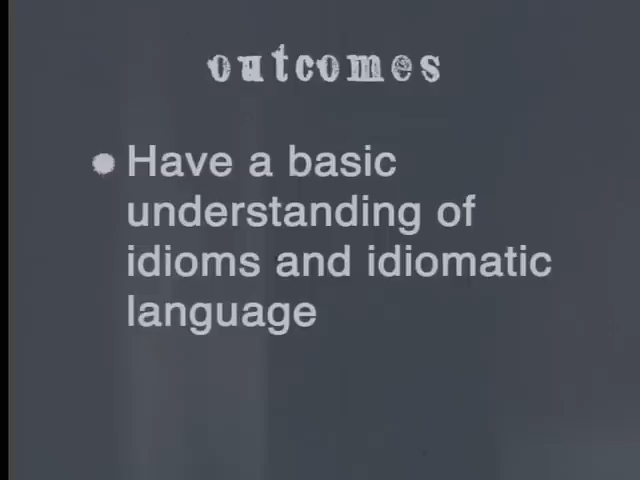 outcomes
• Have a basic
understanding of
idioms and idiomatic
language